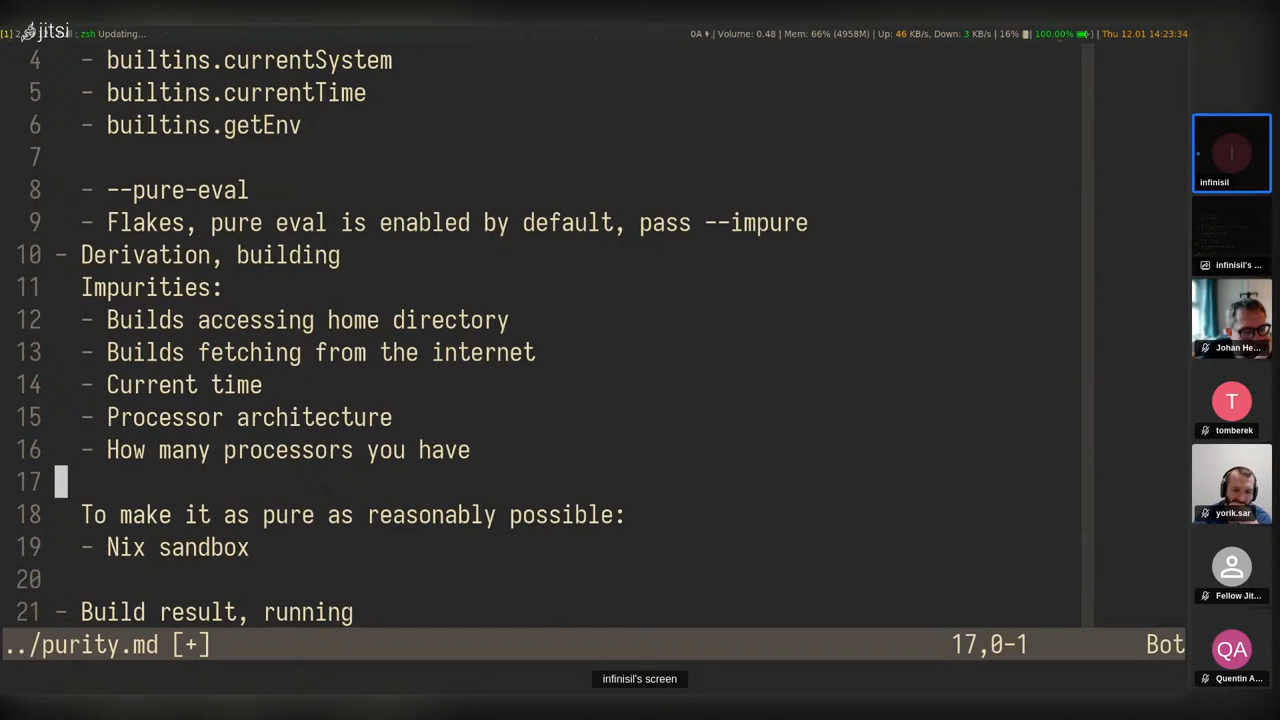 jitsi
[1] 2 zsh Updating...
0A Volume: 0.48 | Mem: 66% (4958M) | Up: 46 KB/s, Down: 3 KB/s | 16% | 100.00% | Thu 12.01 14:23:34
4 - builtins.currentSystem
5 - builtins.currentTime
6 - builtins.getEnv
7
8 - --pure-eval
9 - Flakes, pure eval is enabled by default, pass --impure
10 - Derivation, building
11 Impurities:
12 - Builds accessing home directory
13 - Builds fetching from the internet
14 - Current time
15 - Processor architecture
16 - How many processors you have
17
18 To make it as pure as reasonably possible:
19 - Nix sandbox
20
21 - Build result, running
../purity.md [+] 17,0-1 Bot
infinisil's screen
I
infinisil
infinisil's ...
Johan He...
T
tomberek
yorik.sar
Fellow Jit...
QA
Quentin A...